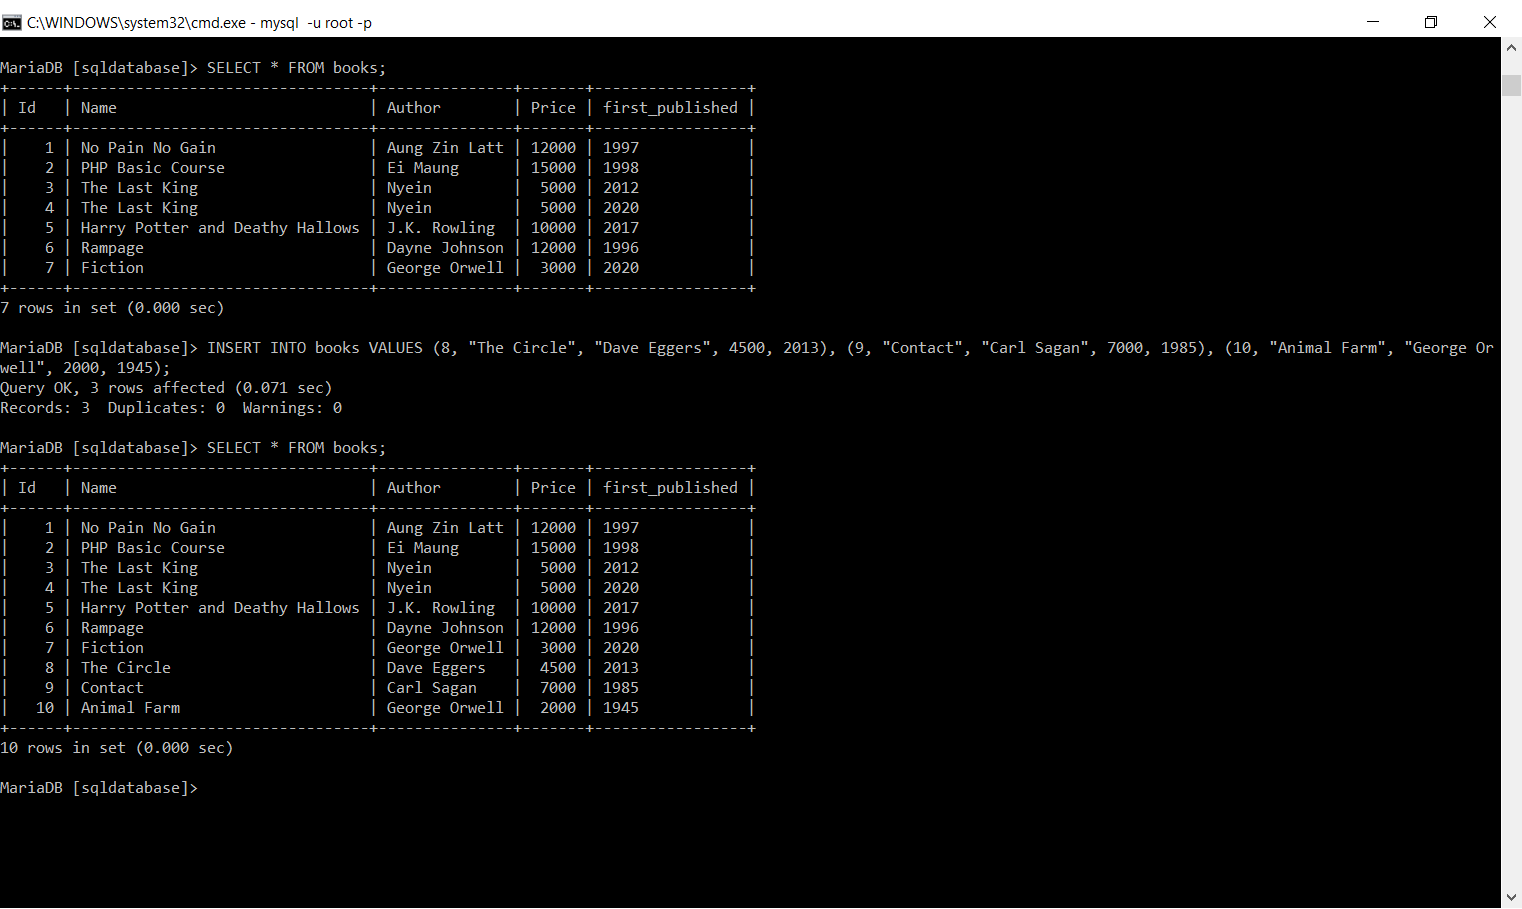 C:\WINDOWS\system32\cmd.exe - mysql  -u root -p
MariaDB [sqldatabase]> SELECT * FROM books;
+------+---------------------------------+---------------+-------+-----------------+
| Id   | Name                            | Author        | Price | first_published |
+------+---------------------------------+---------------+-------+-----------------+
|    1 | No Pain No Gain                 | Aung Zin Latt | 12000 | 1997            |
|    2 | PHP Basic Course                | Ei Maung      | 15000 | 1998            |
|    3 | The Last King                   | Nyein         |  5000 | 2012            |
|    4 | The Last King                   | Nyein         |  5000 | 2020            |
|    5 | Harry Potter and Deathy Hallows | J.K. Rowling  | 10000 | 2017            |
|    6 | Rampage                         | Dayne Johnson | 12000 | 1996            |
|    7 | Fiction                         | George Orwell |  3000 | 2020            |
+------+---------------------------------+---------------+-------+-----------------+
7 rows in set (0.000 sec)
MariaDB [sqldatabase]> INSERT INTO books VALUES (8, "The Circle", "Dave Eggers", 4500, 2013), (9, "Contact", "Carl Sagan", 7000, 1985), (10, "Animal Farm", "George Or
well", 2000, 1945);
Query OK, 3 rows affected (0.071 sec)
Records: 3  Duplicates: 0  Warnings: 0
MariaDB [sqldatabase]> SELECT * FROM books;
+------+---------------------------------+---------------+-------+-----------------+
| Id   | Name                            | Author        | Price | first_published |
+------+---------------------------------+---------------+-------+-----------------+
|    1 | No Pain No Gain                 | Aung Zin Latt | 12000 | 1997            |
|    2 | PHP Basic Course                | Ei Maung      | 15000 | 1998            |
|    3 | The Last King                   | Nyein         |  5000 | 2012            |
|    4 | The Last King                   | Nyein         |  5000 | 2020            |
|    5 | Harry Potter and Deathy Hallows | J.K. Rowling  | 10000 | 2017            |
|    6 | Rampage                         | Dayne Johnson | 12000 | 1996            |
|    7 | Fiction                         | George Orwell |  3000 | 2020            |
|    8 | The Circle                      | Dave Eggers   |  4500 | 2013            |
|    9 | Contact                         | Carl Sagan    |  7000 | 1985            |
|   10 | Animal Farm                     | George Orwell |  2000 | 1945            |
+------+---------------------------------+---------------+-------+-----------------+
10 rows in set (0.000 sec)
MariaDB [sqldatabase]>